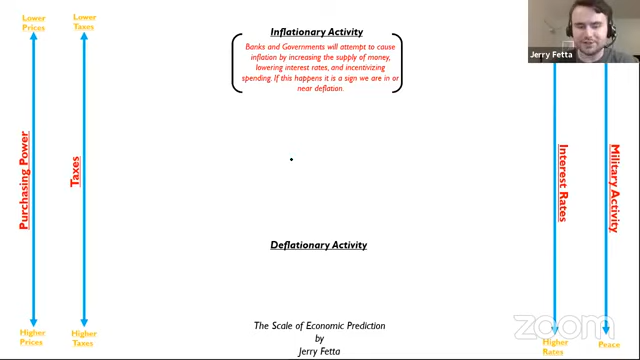 Lower
Prices
Lower
Taxes
Inflationary Activity
Banks and Governments will attempt to cause
inflation by increasing the supply of money,
lowering interest rates, and incentivizing
spending. If this happens it is a sign we are in or
near deflation.
Jerry Fetta
Purchasing Power
Taxes
Interest Rates
Military Activity
Deflationary Activity
The Scale of Economic Prediction
by
Jerry Fetta
Higher
Prices
Higher
Taxes
Higher
Rates
Peace
zoom